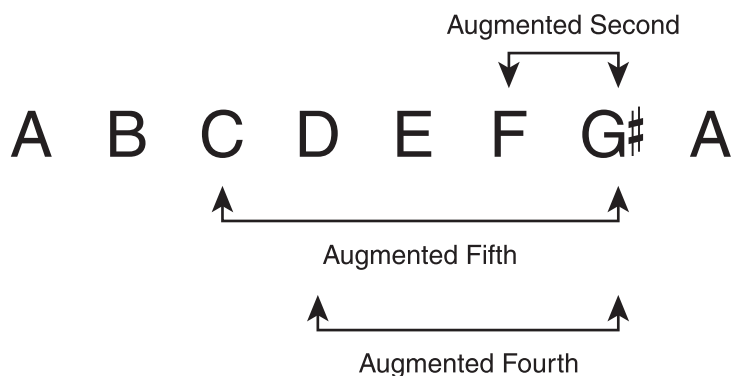 Augmented Second
A B C D E F G♯ A
Augmented Fifth
Augmented Fourth